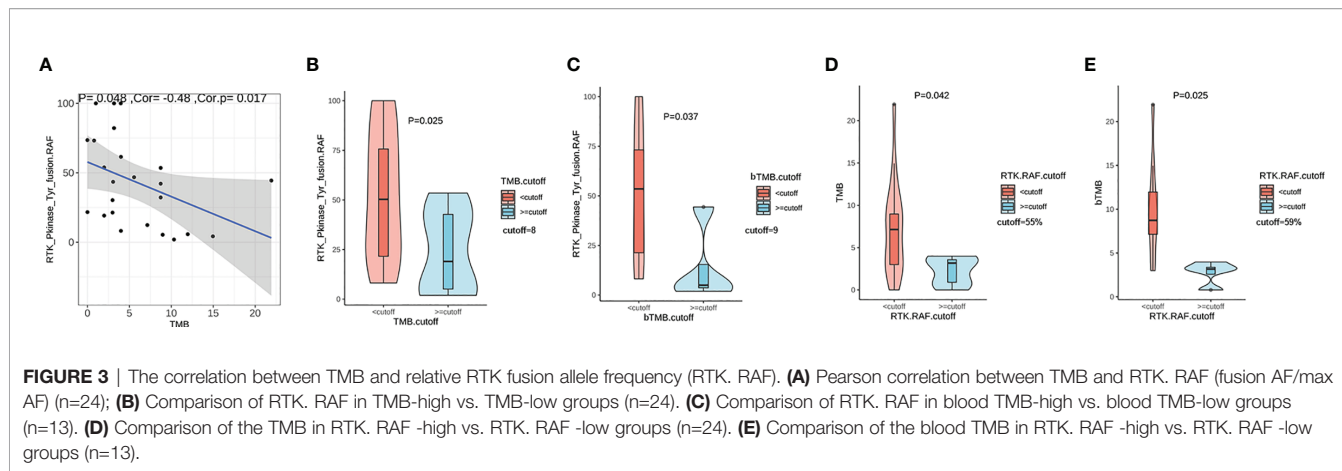 A
P= 0.048 ,Cor= -0.48 ,Cor.p= 0.017
RTK_Pkinase_Tyr_fusion.RAF
100
75
50
25
0
0 5 10 15 20
TMB
B
P=0.025
RTK_Pkinase_Tyr_fusion.RAF
100
75
50
25
0
<cutoff >=cutoff
TMB.cutoff
TMB.cutoff
<cutoff
>=cutoff
cutoff=8
C
P=0.037
RTK_Pkinase_Tyr_fusion.RAF
100
75
50
25
0
<cutoff >=cutoff
bTMB.cutoff
bTMB.cutoff
<cutoff
>=cutoff
cutoff=9
D
P=0.042
TMB
20
15
10
5
0
<cutoff >=cutoff
RTK.RAF.cutoff
RTK.RAF.cutoff
<cutoff
>=cutoff
cutoff=55%
E
P=0.025
bTMB
20
15
10
5
0
<cutoff >=cutoff
RTK.RAF.cutoff
RTK.RAF.cutoff
<cutoff
>=cutoff
cutoff=59%
FIGURE 3 | The correlation between TMB and relative RTK fusion allele frequency (RTK. RAF). (A) Pearson correlation between TMB and RTK. RAF (fusion AF/max
AF) (n=24); (B) Comparison of RTK. RAF in TMB-high vs. TMB-low groups (n=24). (C) Comparison of RTK. RAF in blood TMB-high vs. blood TMB-low groups
(n=13). (D) Comparison of the TMB in RTK. RAF -high vs. RTK. RAF -low groups (n=24). (E) Comparison of the blood TMB in RTK. RAF -high vs. RTK. RAF -low
groups (n=13).